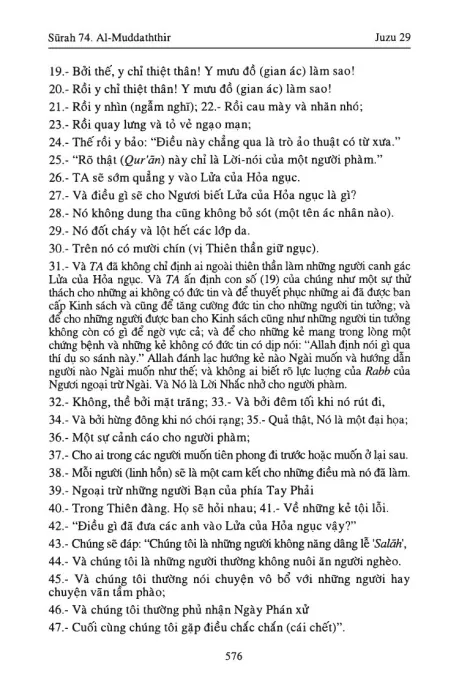 Sūrah 74. Al-Muddaththir Juzu 29
19.- Bởi thế, y chỉ thiệt thân! Y mưu đồ (gian ác) làm sao!
20.- Rồi y chỉ thiệt thân! Y mưu đồ (gian ác) làm sao!
21.- Rồi y nhìn (ngẫm nghĩ); 22.- Rồi cau mày và nhăn nhó;
23.- Rồi quay lưng và tỏ vẻ ngạo mạn;
24.- Thế rồi y bảo: “Điều này chẳng qua là trò ảo thuật có từ xưa.”
25.- “Rõ thật (Qur'ān) này chỉ là Lời-nói của một người phàm.”
26.- TA sẽ sớm quẳng y vào Lửa của Hỏa ngục.
27.- Và điều gì sẽ cho Ngươi biết Lửa của Hỏa ngục là gì?
28.- Nó không dung tha cũng không bỏ sót (một tên ác nhân nào).
29.- Nó đốt cháy và lột hết các lớp da.
30.- Trên nó có mười chín (vị Thiên thần giữ ngục).
31.- Và TA đã không chỉ định ai ngoài thiên thần làm những người canh gác
Lửa của Hỏa ngục. Và TA ấn định con số (19) của chúng như một sự thử
thách cho những ai không có đức tin và để thuyết phục những ai đã được ban
cấp Kinh sách và cũng để tăng cường đức tin cho những người tin tưởng; và
để cho những người được ban cho Kinh sách cũng như những người tin tưởng
không còn có gì để ngờ vực cả; và để cho những kẻ mang trong lòng một
chứng bệnh và những kẻ không có đức tin có dịp nói: “Allah định nói gì qua
thí dụ so sánh này.” Allah đánh lạc hướng kẻ nào Ngài muốn và hướng dẫn
người nào Ngài muốn như thế; và không ai biết rõ lực lượng của Rabb của
Ngươi ngoại trừ Ngài. Và Nó là Lời Nhắc nhở cho người phàm.
32.- Không, thề bởi mặt trăng; 33.- Và bởi đêm tối khi nó rút đi,
34.- Và bởi hừng đông khi nó chói rạng; 35.- Quả thật, Nó là một đại họa;
36.- Một sự cảnh cáo cho người phàm;
37.- Cho ai trong các người muốn tiên phong đi trước hoặc muốn ở lại sau.
38.- Mỗi người (linh hồn) sẽ là một cam kết cho những điều mà nó đã làm.
39.- Ngoại trừ những người Bạn của phía Tay Phải
40.- Trong Thiên đàng. Họ sẽ hỏi nhau; 41.- Về những kẻ tội lỗi.
42.- “Điều gì đã đưa các anh vào Lửa của Hỏa ngục vậy?”
43.- Chúng sẽ đáp: “Chúng tôi là những người không năng dâng lễ 'Salāh',
44.- Và chúng tôi là những người thường không nuôi ăn người nghèo.
45.- Và chúng tôi thường nói chuyện vô bổ với những người hay
chuyện vãn tầm phào;
46.- Và chúng tôi thường phủ nhận Ngày Phán xử
47.- Cuối cùng chúng tôi gặp điều chắc chắn (cái chết)”.
576